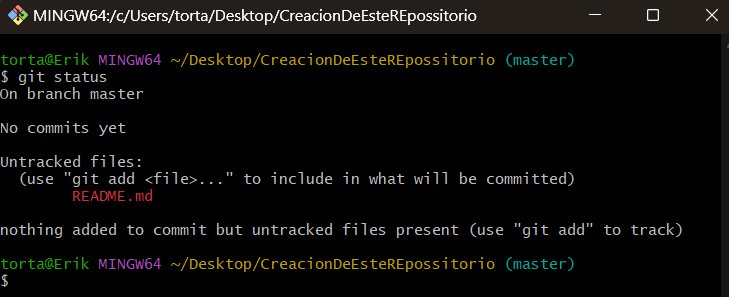 MINGW64:/c/Users/torta/Desktop/CreacionDeEsteREpossitorio
torta@Erik MINGW64 ~/Desktop/CreacionDeEsteREpossitorio (master)
$ git status
On branch master
No commits yet
Untracked files:
  (use "git add <file>..." to include in what will be committed)
        README.md
nothing added to commit but untracked files present (use "git add" to track)
torta@Erik MINGW64 ~/Desktop/CreacionDeEsteREpossitorio (master)
$